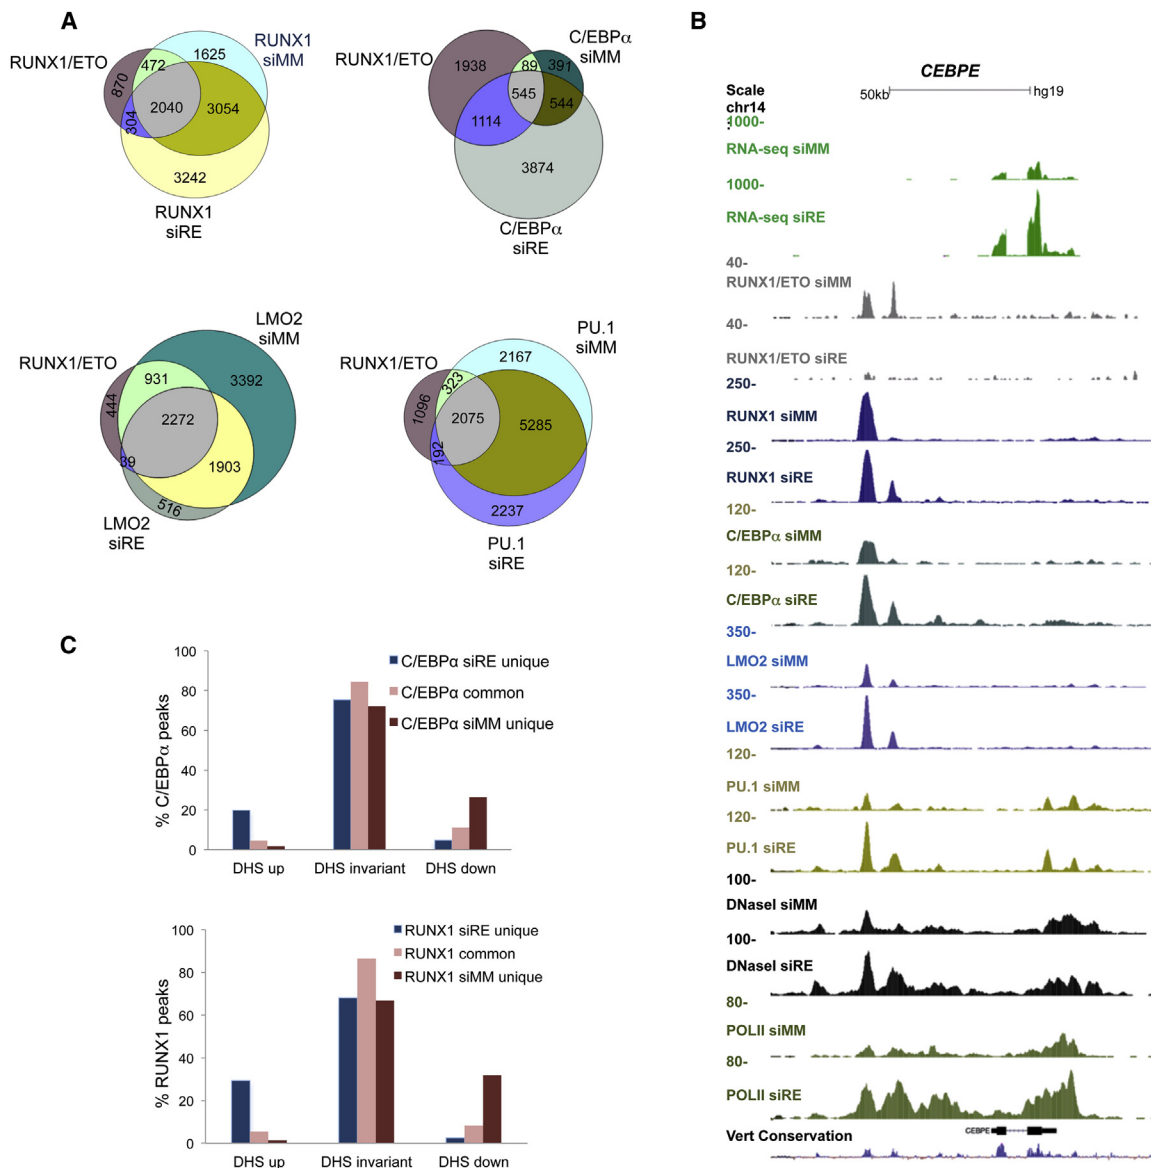 A
RUNX1/ETO
RUNX1
siMM
1625
472
870
2040
3054
304
3242
RUNX1
siRE
RUNX1/ETO
C/EBPα
siMM
1938
89
391
545
544
1114
3874
C/EBPα
siRE
LMO2
siMM
RUNX1/ETO
931
3392
444
2272
39
1903
516
LMO2
siRE
PU.1
siMM
RUNX1/ETO
2167
323
1096
2075
5285
192
2237
PU.1
siRE
B
CEBPE
Scale
50kb
hg19
chr14
:
1000-
RNA-seq siMM
1000-
RNA-seq siRE
40-
RUNX1/ETO siMM
40-
RUNX1/ETO siRE
250-
RUNX1 siMM
250-
RUNX1 siRE
120-
C/EBPα siMM
120-
C/EBPα siRE
350-
LMO2 siMM
350-
LMO2 siRE
120-
PU.1 siMM
120-
PU.1 siRE
100-
DNaseI siMM
100-
DNaseI siRE
80-
POLII siMM
80-
POLII siRE
CEBPE
Vert Conservation
C
% C/EBPα peaks
100
80
60
40
20
0
C/EBPα siRE unique
C/EBPα common
C/EBPα siMM unique
DHS up
DHS invariant
DHS down
% RUNX1 peaks
100
80
60
40
20
0
RUNX1 siRE unique
RUNX1 common
RUNX1 siMM unique
DHS up
DHS invariant
DHS down